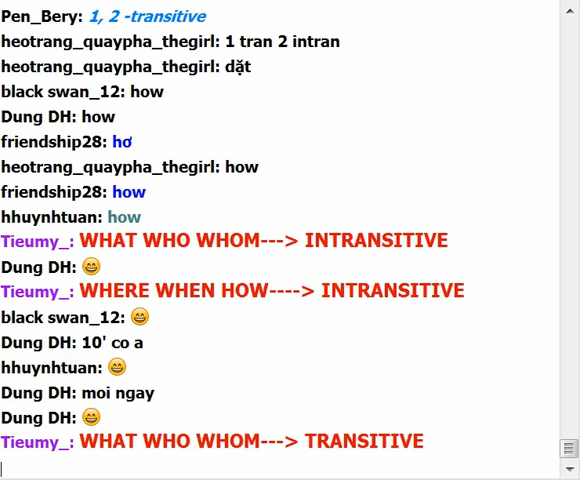 Pen_Bery: 1, 2 -transitive
heotrang_quaypha_thegirl: 1 tran 2 intran
heotrang_quaypha_thegirl: dặt
black swan_12: how
Dung DH: how
friendship28: hơ
heotrang_quaypha_thegirl: how
friendship28: how
hhuynhtuan: how
Tieumy_: WHAT WHO WHOM---> INTRANSITIVE
Dung DH: 😄
Tieumy_: WHERE WHEN HOW----> INTRANSITIVE
black swan_12: 😄
Dung DH: 10' co a
hhuynhtuan: 😄
Dung DH: moi ngay
Dung DH: 😄
Tieumy_: WHAT WHO WHOM---> TRANSITIVE